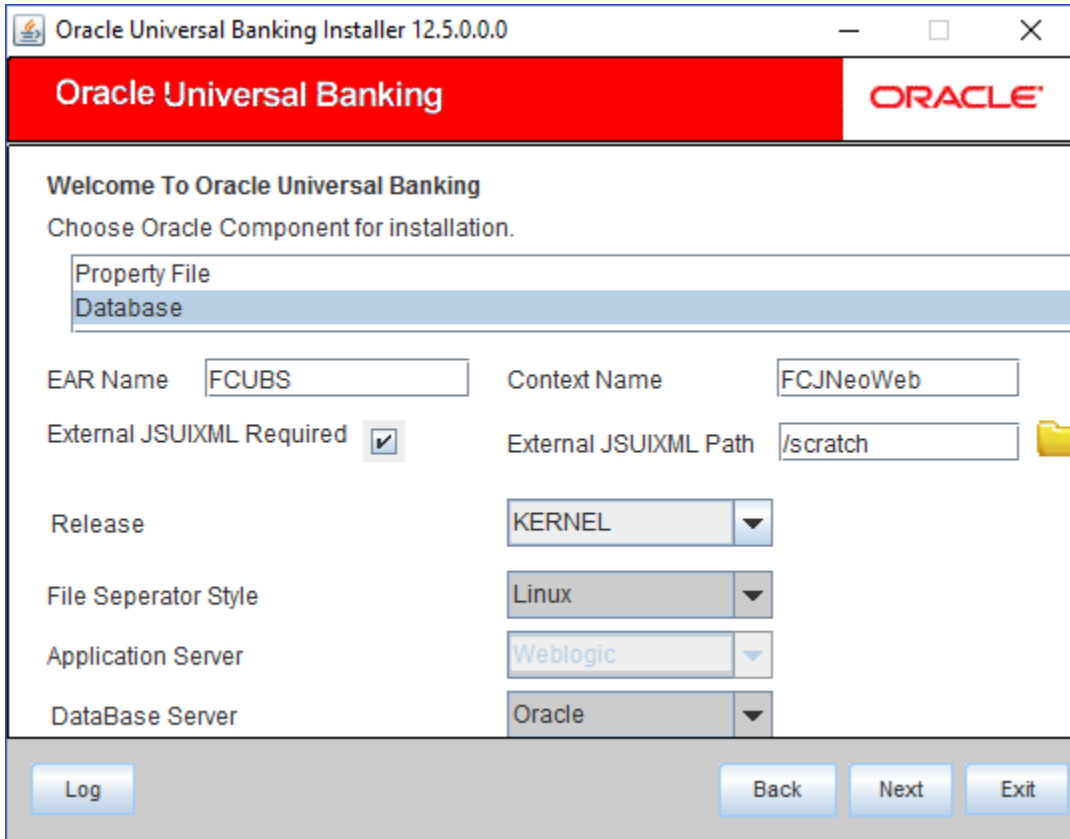 Oracle Universal Banking Installer 12.5.0.0.0
Oracle Universal Banking
ORACLE
Welcome To Oracle Universal Banking
Choose Oracle Component for installation.
Property File
Database
EAR Name FCUBS Context Name FCJNeoWeb
External JSUIXML Required External JSUIXML Path /scratch
Release KERNEL
File Seperator Style Linux
Application Server Weblogic
DataBase Server Oracle
Log Back Next Exit